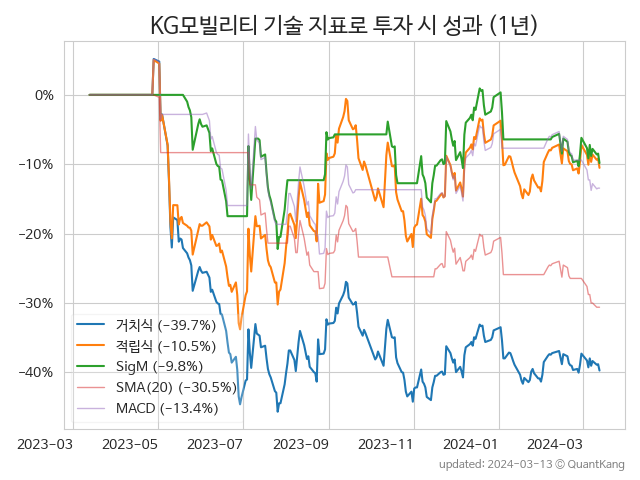 KG모빌리티 기술 지표로 투자 시 성과 (1년)
0%
−10%
−20%
−30%
−40%
거치식 (−39.7%)
적립식 (−10.5%)
SigM (−9.8%)
SMA(20) (−30.5%)
MACD (−13.4%)
2023-03 2023-05 2023-07 2023-09 2023-11 2024-01 2024-03
updated: 2024-03-13 © QuantKang